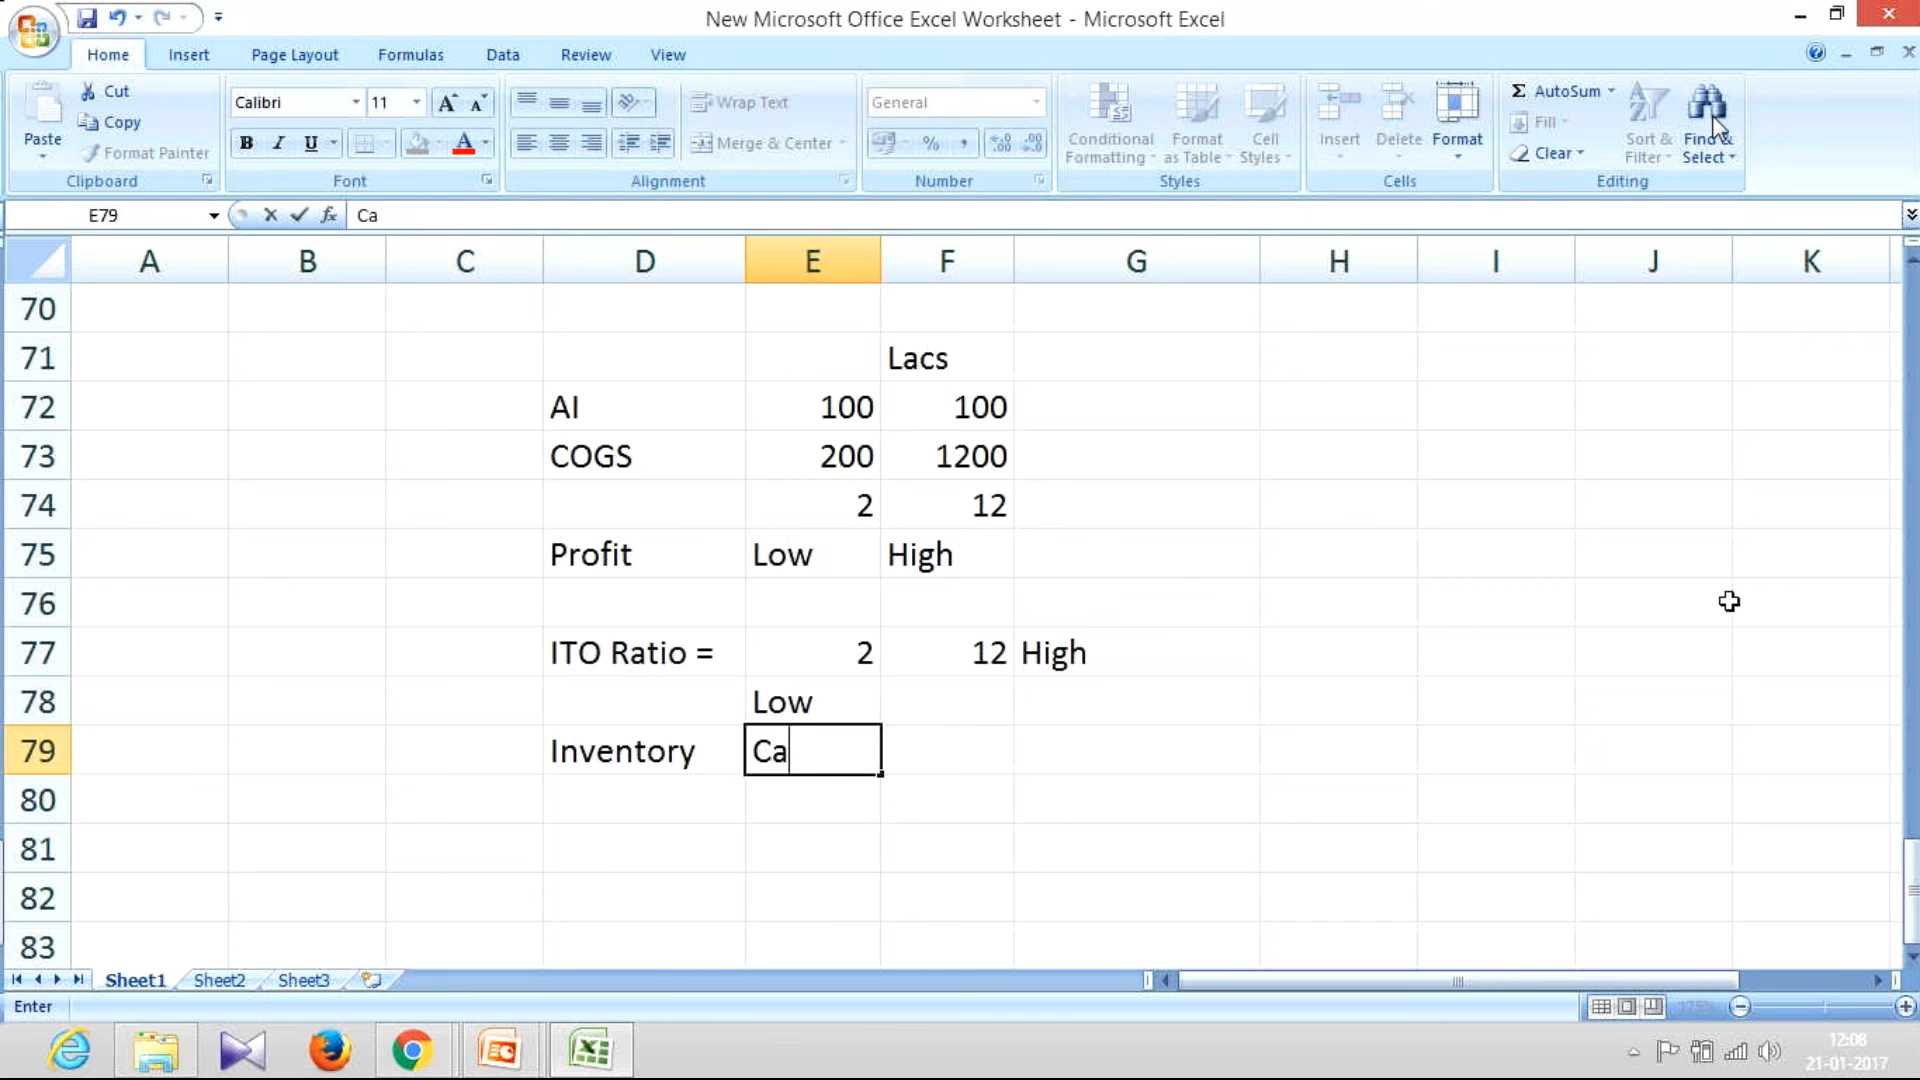 New Microsoft Office Excel Worksheet - Microsoft Excel
Home Insert Page Layout Formulas Data Review View
Paste Cut Copy Format Painter Clipboard
Calibri 11 B I U A Font
Wrap Text Merge & Center Alignment
General % , Number
Conditional Formatting Format as Table Cell Styles Styles
Insert Delete Format Cells
Σ AutoSum Fill Clear Sort & Filter Find & Select Editing
E79 fx Ca
A B C D E F G H I J K
70
71 Lacs
72 AI 100 100
73 COGS 200 1200
74 2 12
75 Profit Low High
76
77 ITO Ratio = 2 12 High
78 Low
79 Inventory Ca
80
81
82
83
Sheet1 Sheet2 Sheet3
Enter 175%
12:08
21-01-2017